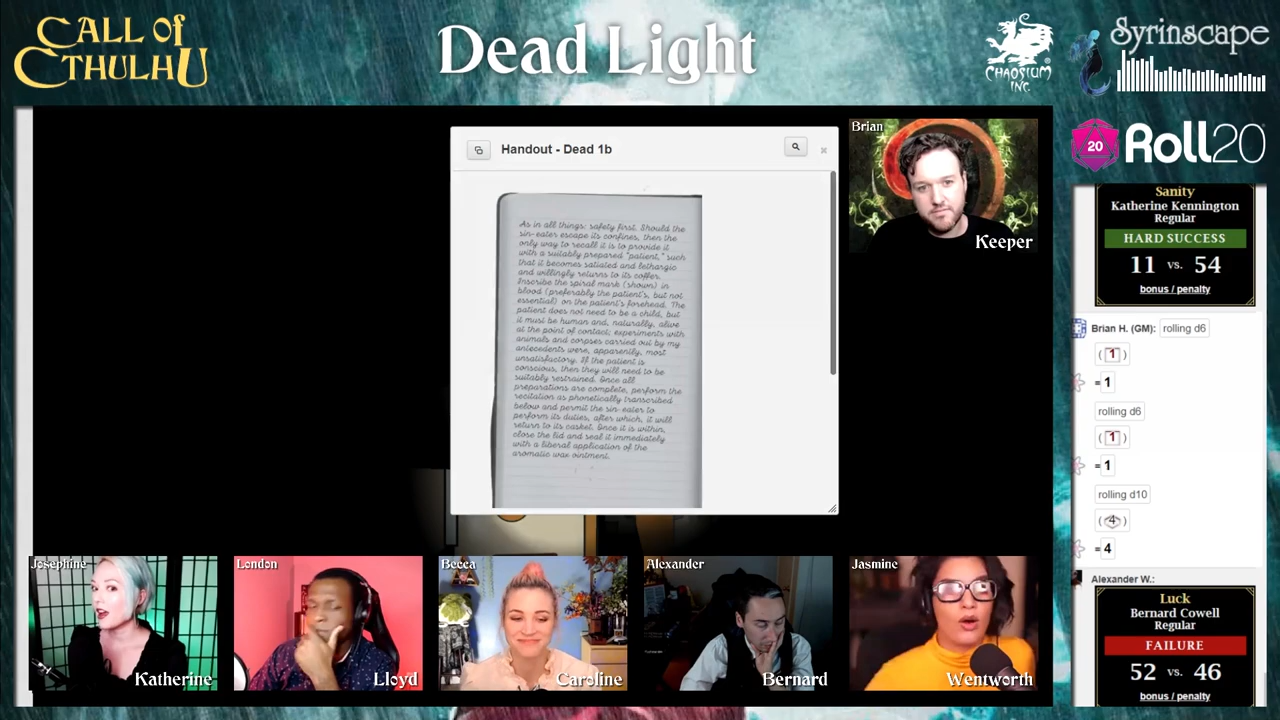 CALL of CTHULHU
Dead Light
CHAOSIUM INC.
Syrinscape
20
Roll20
Handout - Dead 1b
As in all things: safety first. Should the
sin-eater escape its confines, then the
only way to recall it is to provide it
with a suitably prepared "patient," such
that it becomes satiated and lethargic
and willingly returns to its coffer.
Inscribe the spiral mark (shown) in
blood (preferably the patient's, but not
essential) on the patient's forehead. The
patient does not need to be a child, but
it must be human and, naturally, alive
at the point of contact; experiments with
animals and corpses carried out by my
antecedents were, apparently, most
unsatisfactory. If the patient is
conscious, then they will need to be
suitably restrained. Once all
preparations are complete, perform the
recitation as phonetically transcribed
below and permit the sin-eater to
perform its duties, after which, it will
return to its casket. Once it is within,
close the lid and seal it immediately
with a liberal application of the
aromatic wax ointment.
Brian
Keeper
Sanity
Katherine Kennington
Regular
HARD SUCCESS
11 vs. 54
bonus / penalty
Brian H. (GM): rolling d6
( 1 )
= 1
rolling d6
( 1 )
= 1
rolling d10
( 4 )
= 4
Alexander W.:
Luck
Bernard Cowell
Regular
FAILURE
52 vs. 46
bonus / penalty
Josephine
Katherine
London
Lloyd
Becca
Caroline
Alexander
Bernard
Jasmine
Wentworth